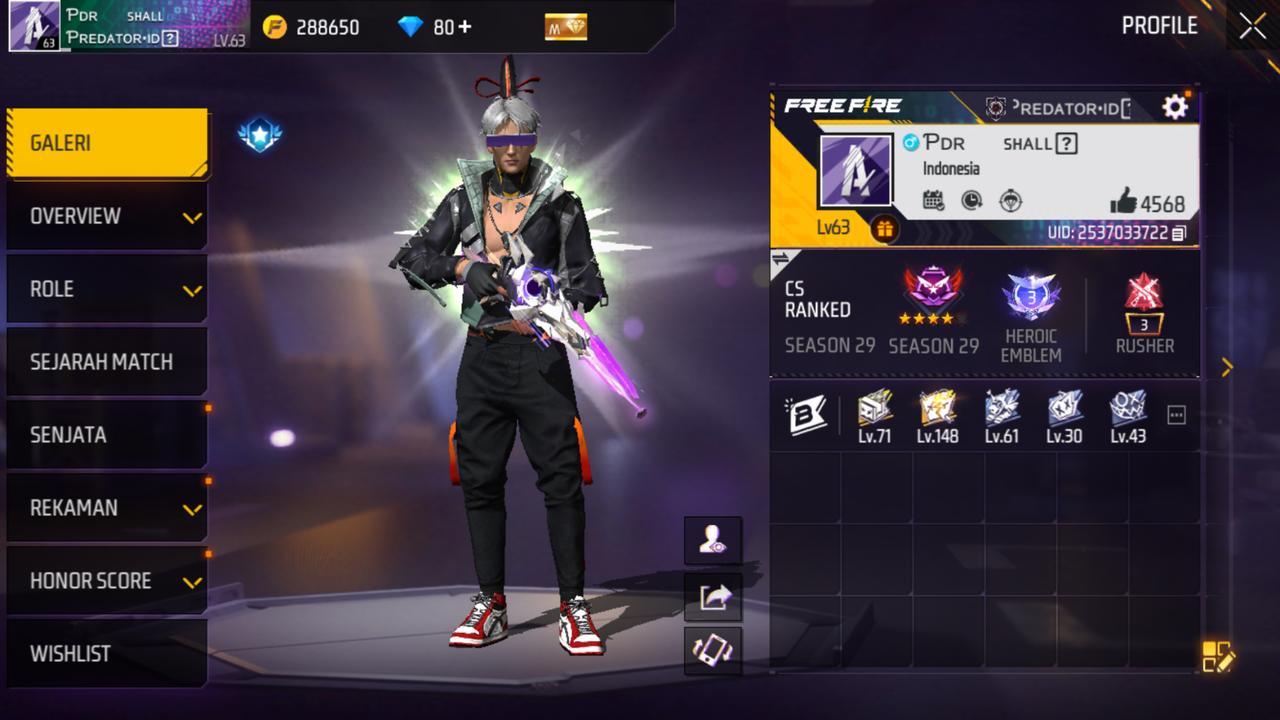 PDR SHALL
PREDATOR•ID?
63
LV.63
288650
80+
M
PROFILE
GALERI
OVERVIEW
ROLE
SEJARAH MATCH
SENJATA
REKAMAN
HONOR SCORE
WISHLIST
FREE FIRE
PREDATOR•ID
PDR SHALL?
Indonesia
4568
Lv63
UID: 2537033722
CS
RANKED
SEASON 29
SEASON 29
3
HEROIC
EMBLEM
3
RUSHER
B
Lv.71
Lv.148
Lv.61
Lv.30
Lv.43